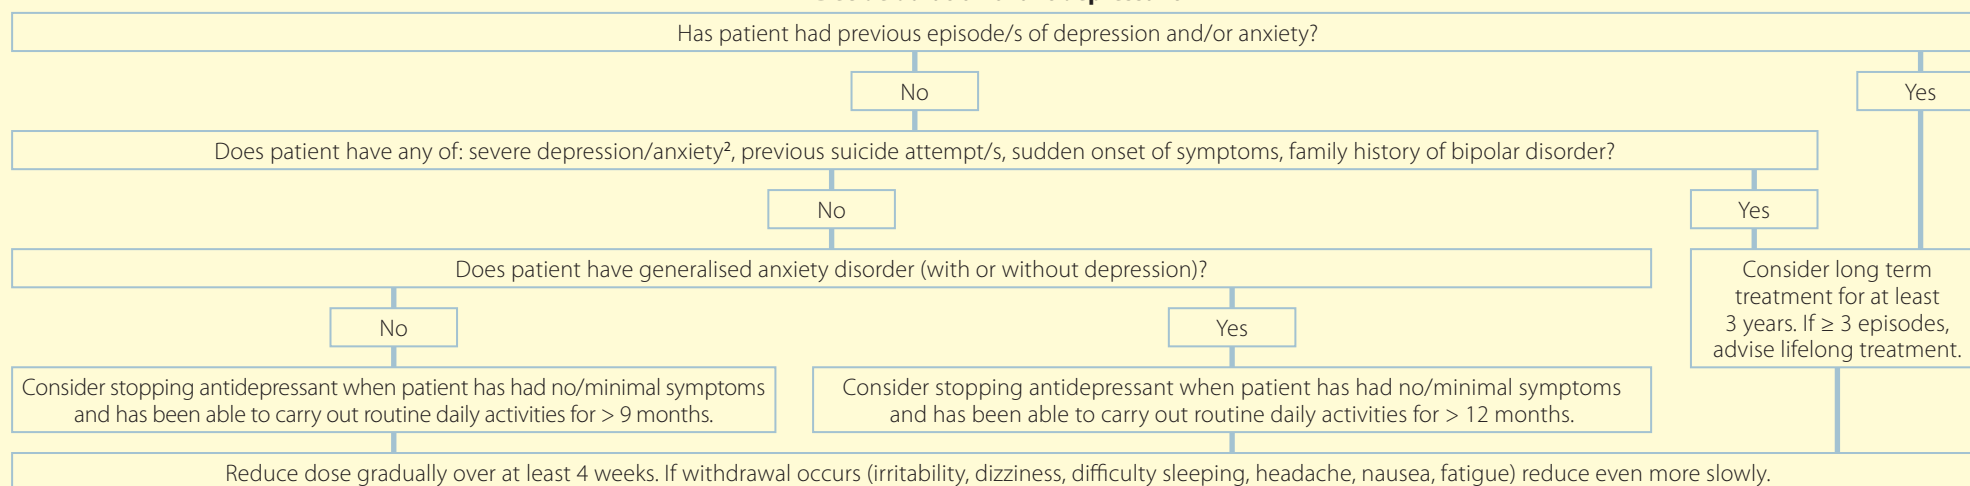 Has patient had previous episode/s of depression and/or anxiety?
No
Yes
Does patient have any of: severe depression/anxiety², previous suicide attempt/s, sudden onset of symptoms, family history of bipolar disorder?
No
Yes
Does patient have generalised anxiety disorder (with or without depression)?
No
Yes
Consider long term
treatment for at least
3 years. If ≥ 3 episodes,
advise lifelong treatment.
Consider stopping antidepressant when patient has had no/minimal symptoms
and has been able to carry out routine daily activities for > 9 months.
Consider stopping antidepressant when patient has had no/minimal symptoms
and has been able to carry out routine daily activities for > 12 months.
Reduce dose gradually over at least 4 weeks. If withdrawal occurs (irritability, dizziness, difficulty sleeping, headache, nausea, fatigue) reduce even more slowly.